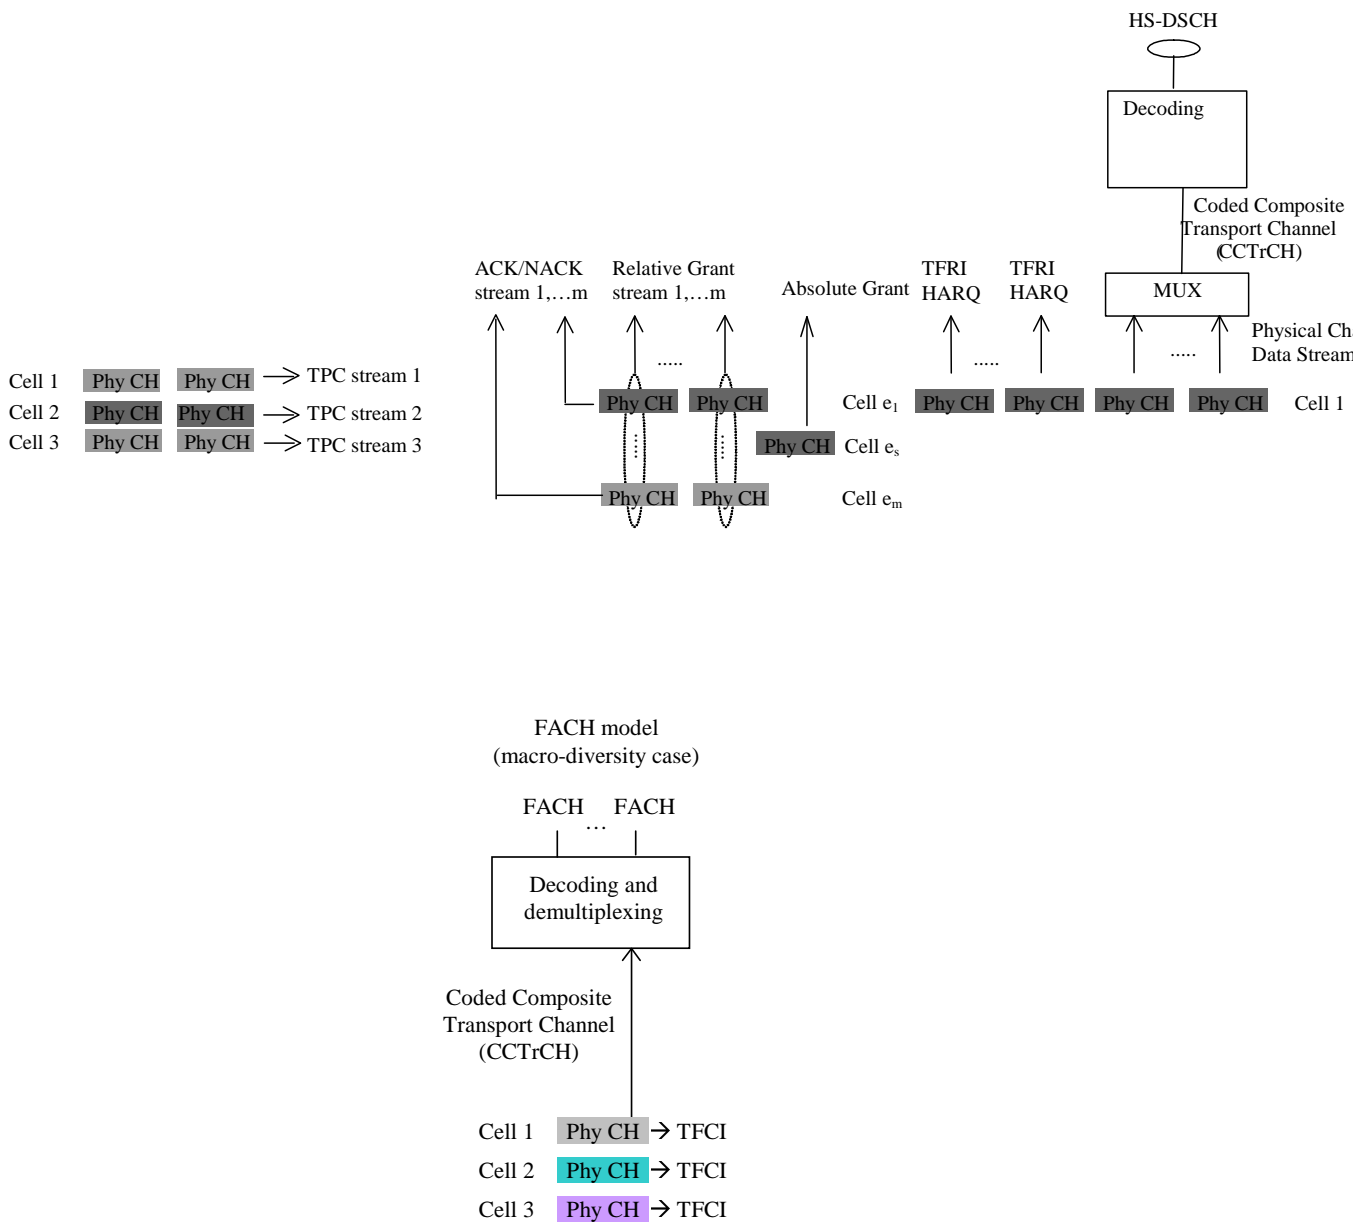 HS-DSCH
Decoding
Coded Composite
Transport Channel
(CCTrCH)
MUX
Physical Cha
Data Stream
ACK/NACK
stream 1,…m
Relative Grant
stream 1,…m
Absolute Grant
TFRI
HARQ
TFRI
HARQ
.....
.....
.....
Cell 1 Phy CH Phy CH TPC stream 1
Cell 2 Phy CH Phy CH TPC stream 2
Cell 3 Phy CH Phy CH TPC stream 3
Phy CH Phy CH Cell e1 Phy CH Phy CH Phy CH Phy CH Cell 1
Phy CH Cell es
Phy CH Phy CH Cell em
FACH model
(macro-diversity case)
FACH … FACH
Decoding and
demultiplexing
Coded Composite
Transport Channel
(CCTrCH)
Cell 1 Phy CH → TFCI
Cell 2 Phy CH → TFCI
Cell 3 Phy CH → TFCI